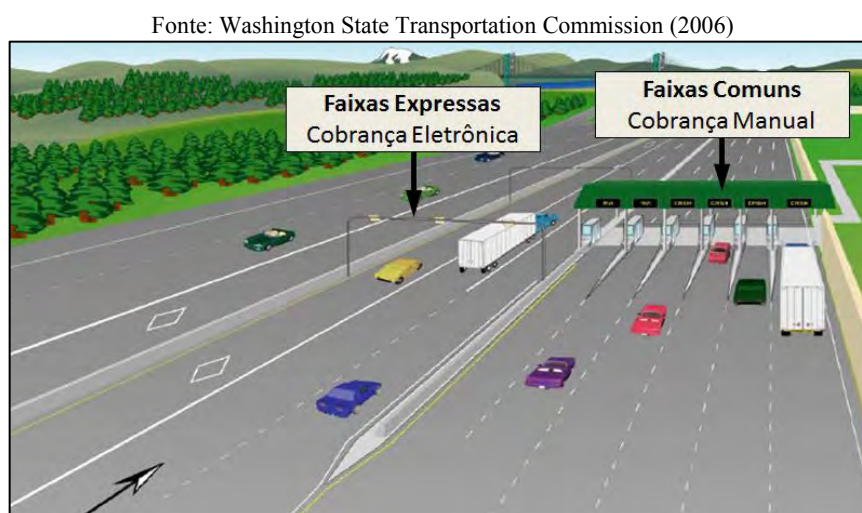 Fonte: Washington State Transportation Commission (2006)
Faixas Expressas
Cobrança Eletrônica
Faixas Comuns
Cobrança Manual